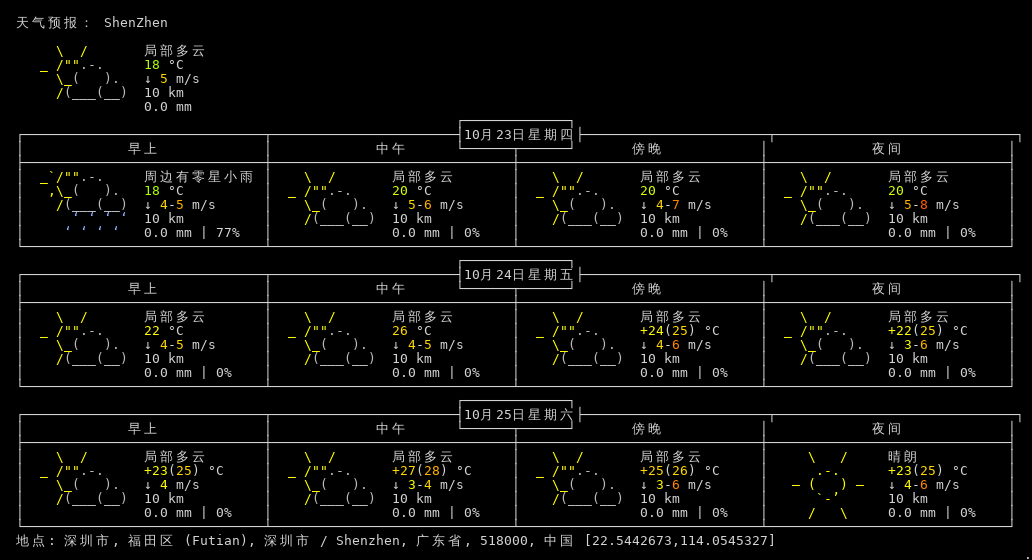 天气预报： ShenZhen
局部多云
18 °C
↓ 5 m/s
10 km
0.0 mm
10月23日星期四
早上 中午 傍晚 夜间
周边有零星小雨 局部多云 局部多云 局部多云
18 °C 20 °C 20 °C 20 °C
↓ 4-5 m/s ↓ 5-6 m/s ↓ 4-7 m/s ↓ 5-8 m/s
10 km 10 km 10 km 10 km
0.0 mm | 77% 0.0 mm | 0% 0.0 mm | 0% 0.0 mm | 0%
10月24日星期五
早上 中午 傍晚 夜间
局部多云 局部多云 局部多云 局部多云
22 °C 26 °C +24(25) °C +22(25) °C
↓ 4-5 m/s ↓ 4-5 m/s ↓ 4-6 m/s ↓ 3-6 m/s
10 km 10 km 10 km 10 km
0.0 mm | 0% 0.0 mm | 0% 0.0 mm | 0% 0.0 mm | 0%
10月25日星期六
早上 中午 傍晚 夜间
局部多云 局部多云 局部多云 晴朗
+23(25) °C +27(28) °C +25(26) °C +23(25) °C
↓ 4 m/s ↓ 3-4 m/s ↓ 3-6 m/s ↓ 4-6 m/s
10 km 10 km 10 km 10 km
0.0 mm | 0% 0.0 mm | 0% 0.0 mm | 0% 0.0 mm | 0%
地点: 深圳市, 福田区 (Futian), 深圳市 / Shenzhen, 广东省, 518000, 中国 [22.5442673,114.0545327]